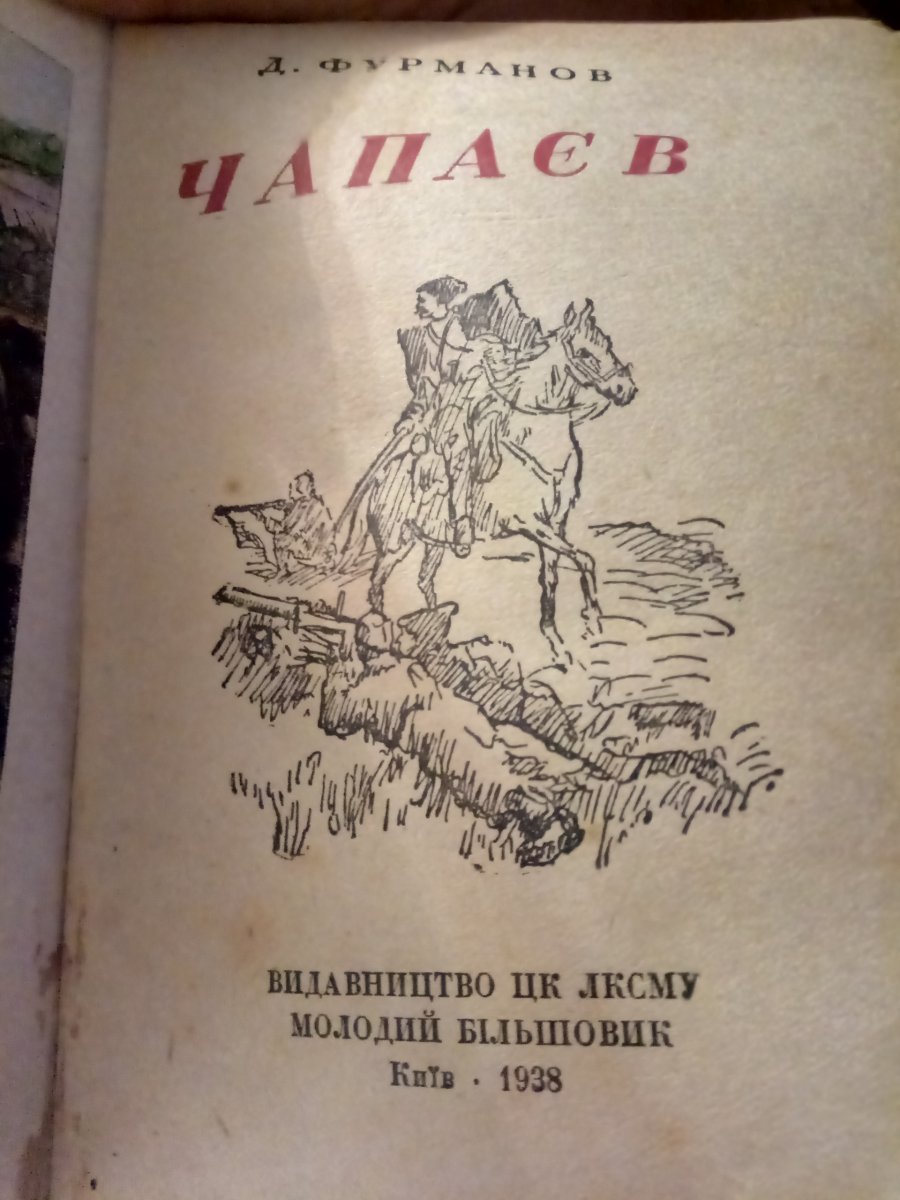 Д. ФУРМАНОВ
ЧАПАЄВ
ВИДАВНИЦТВО ЦК ЛКСМУ
МОЛОДИЙ БІЛЬШОВИК
Київ · 1938